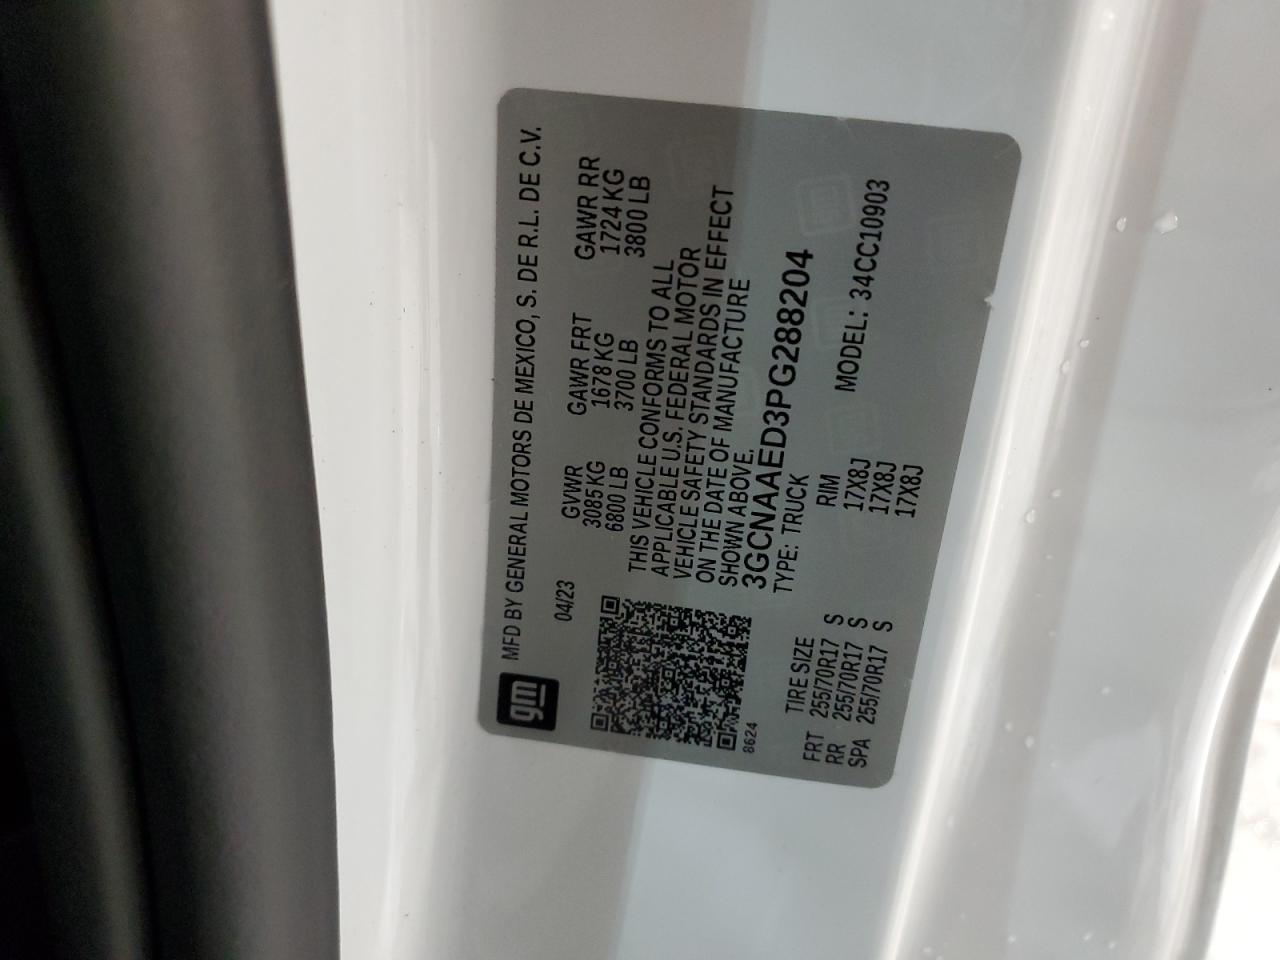 gm
MFD BY GENERAL MOTORS DE MEXICO, S. DE R.L. DE C.V.
04/23
GVWR GAWR FRT GAWR RR
3085 KG 1678 KG 1724 KG
6800 LB 3700 LB 3800 LB
THIS VEHICLE CONFORMS TO ALL
APPLICABLE U.S. FEDERAL MOTOR
VEHICLE SAFETY STANDARDS IN EFFECT
ON THE DATE OF MANUFACTURE
SHOWN ABOVE.
3GCNAAED3PG288204
8624
TYPE: TRUCK
TIRE SIZE RIM MODEL: 34CC10903
FRT 255/70R17 S 17X8J
RR 255/70R17 S 17X8J
SPA 255/70R17 S 17X8J